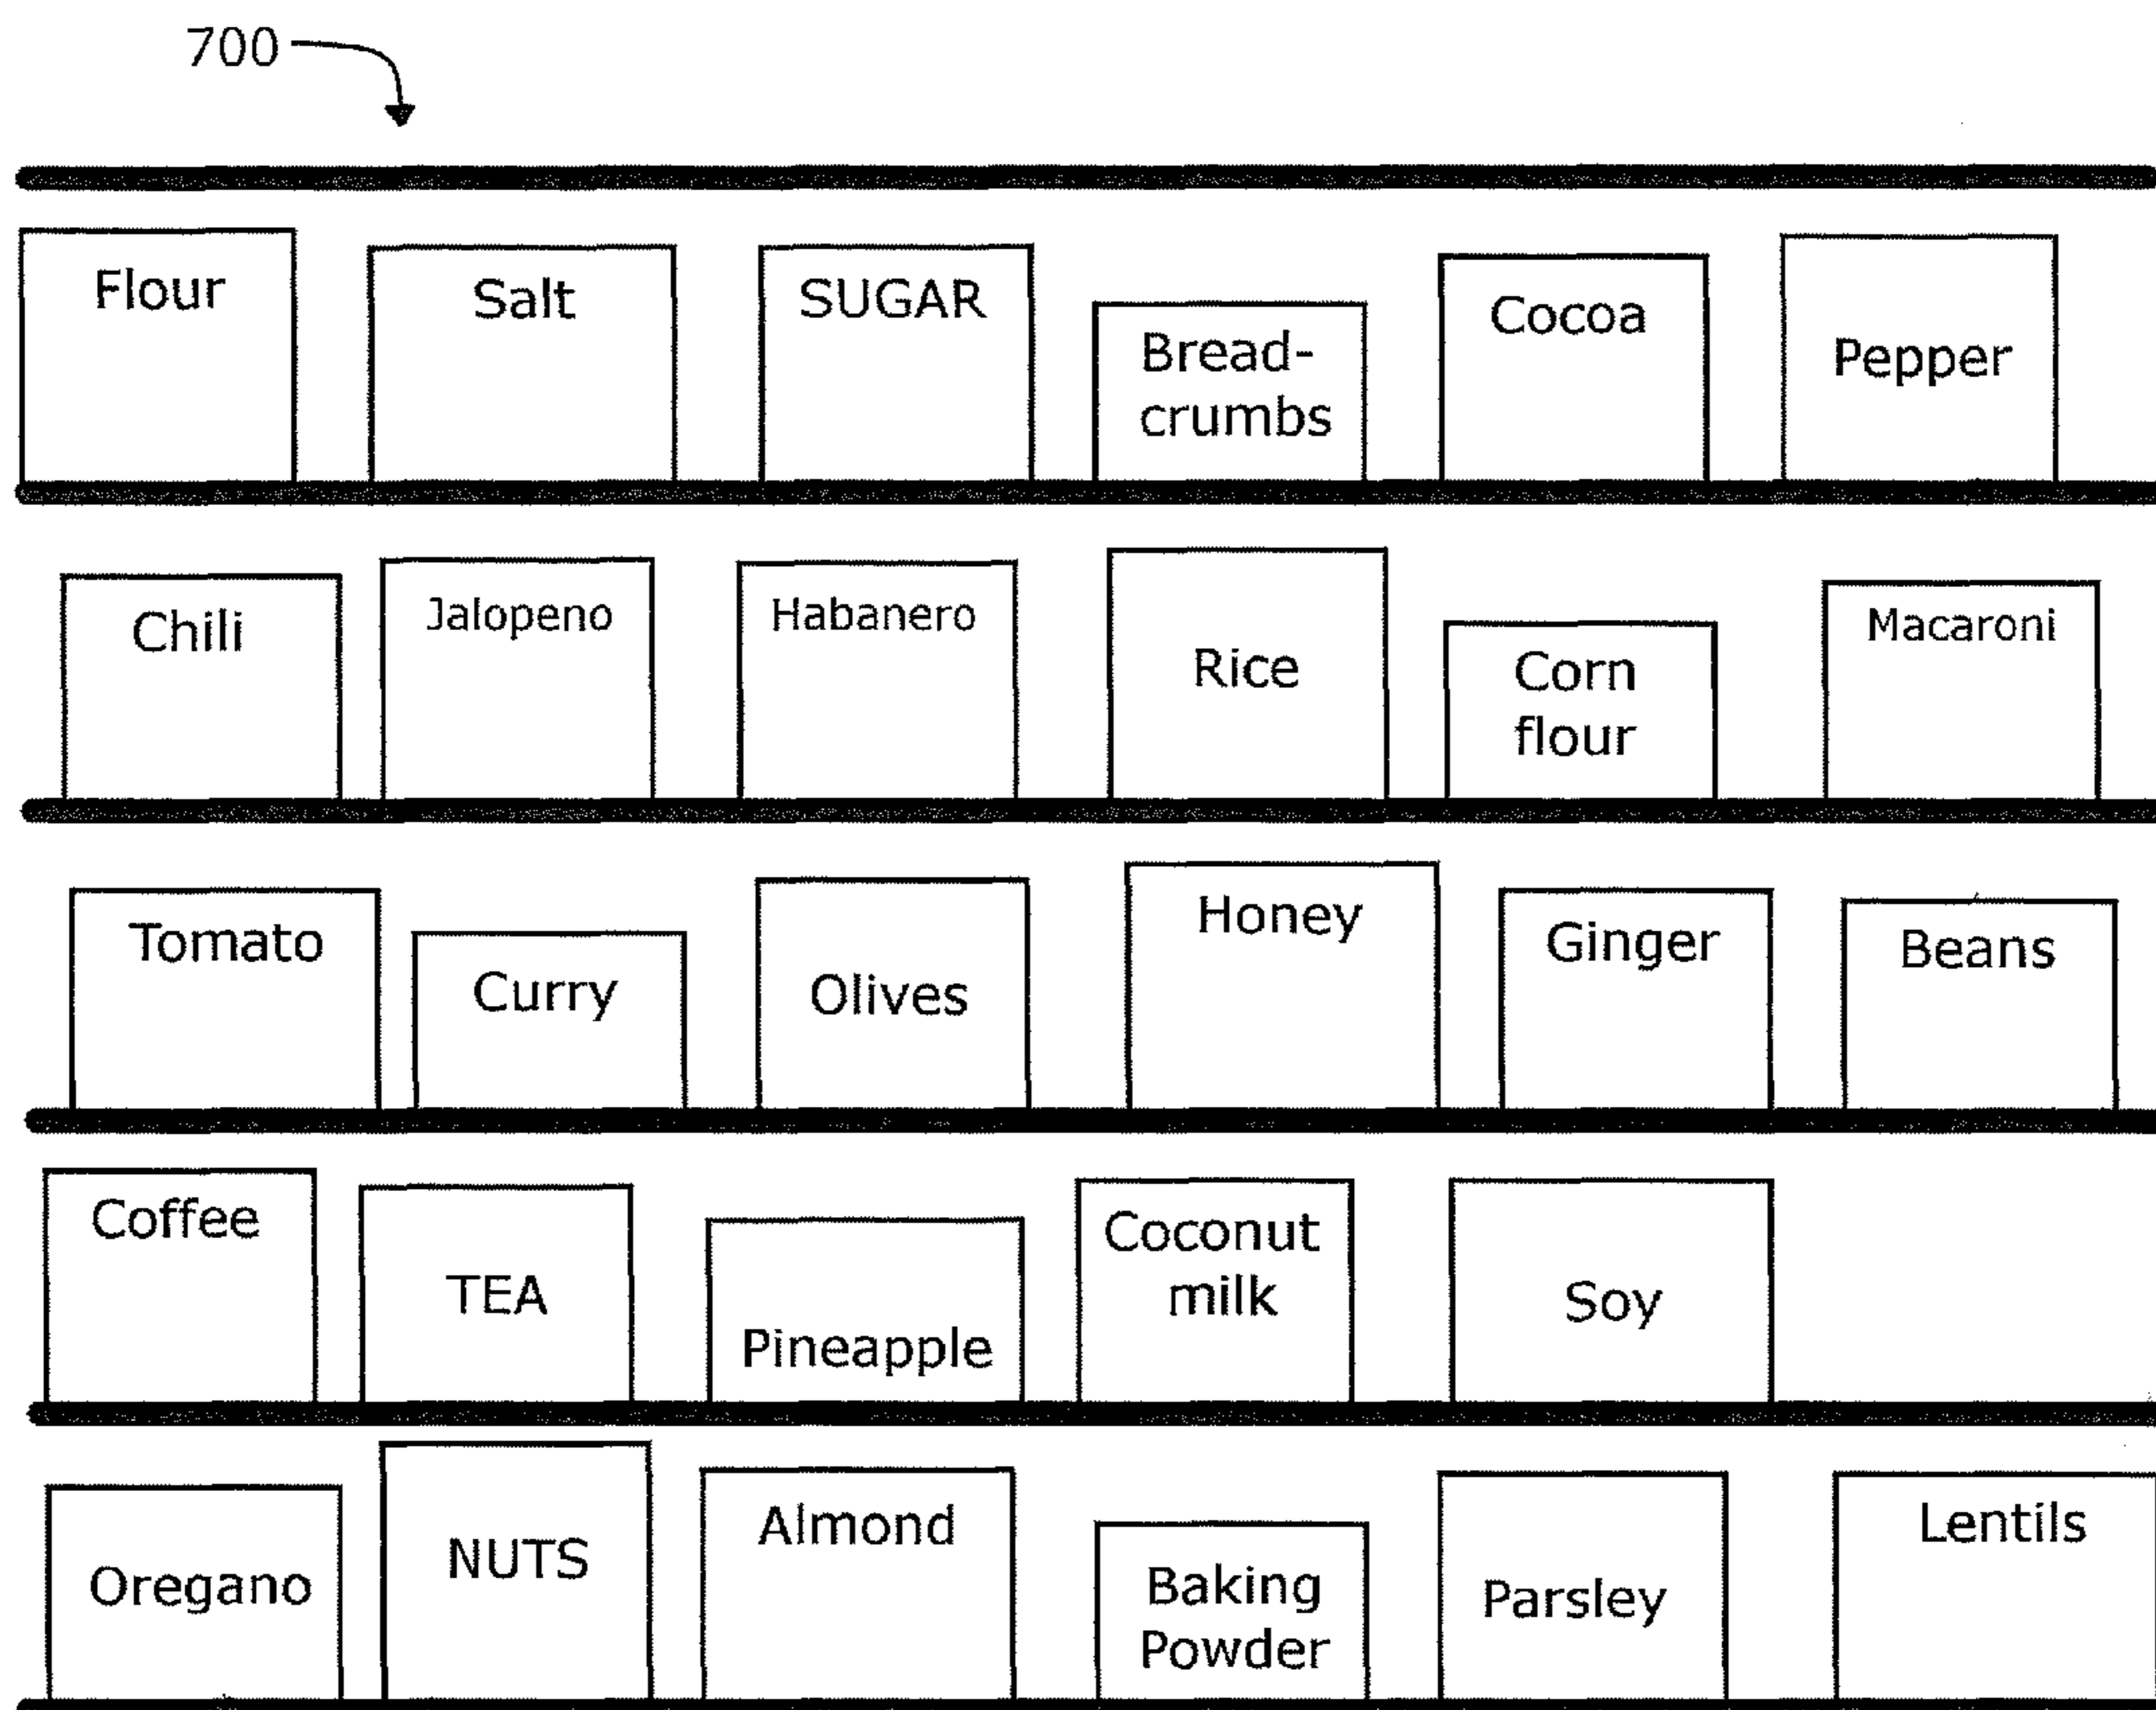 700
Flour
Salt
SUGAR
Bread-
crumbs
Cocoa
Pepper
Chili
Jalopeno
Habanero
Rice
Corn
flour
Macaroni
Tomato
Curry
Olives
Honey
Ginger
Beans
Coffee
TEA
Pineapple
Coconut
milk
Soy
Oregano
NUTS
Almond
Baking
Powder
Parsley
Lentils